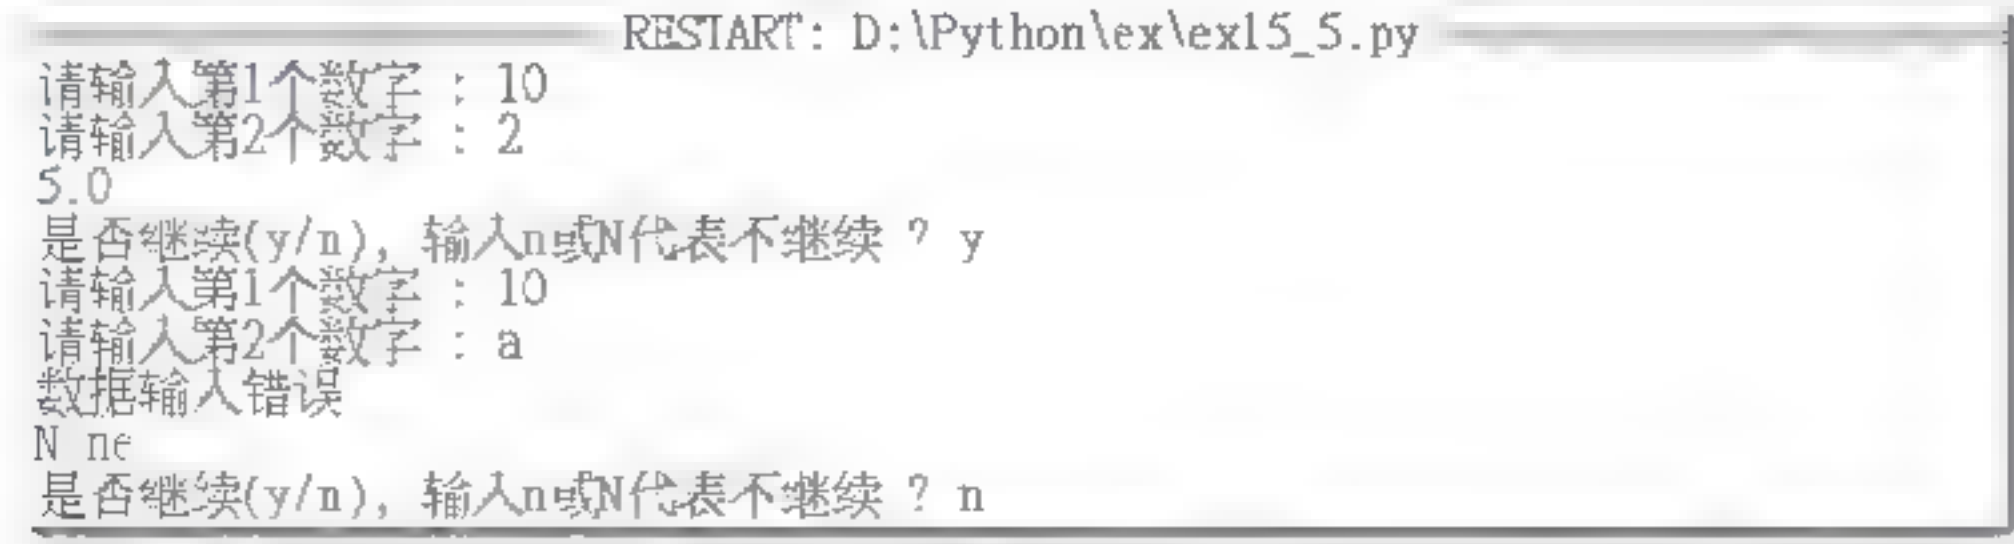 RESTART: D:\Python\ex\ex15_5.py
请输入第1个数字 : 10
请输入第2个数字 : 2
5.0
是否继续(y/n), 输入n或N代表不继续 ? y
请输入第1个数字 : 10
请输入第2个数字 : a
数据输入错误
N ne
是否继续(y/n), 输入n或N代表不继续 ? n